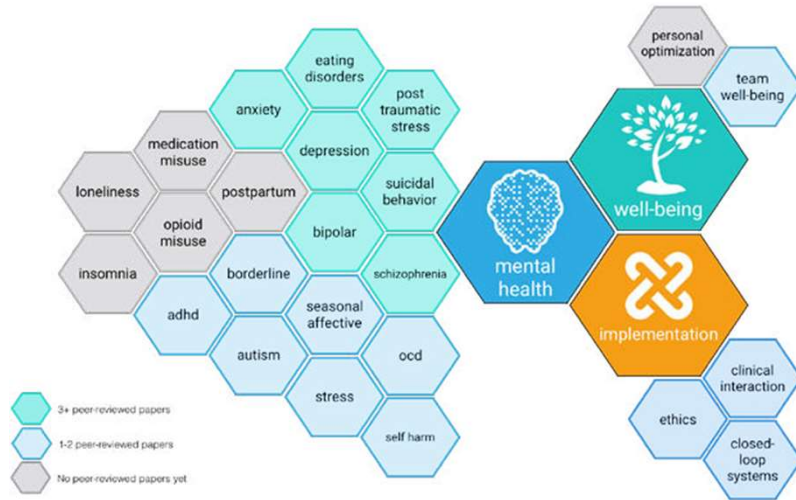 personal
optimization
team
well-being
eating
disorders
anxiety
post
traumatic
stress
medication
misuse
depression
loneliness
postpartum
suicidal
behavior
well-being
opioid
misuse
bipolar
mental
health
insomnia
borderline
schizophrenia
adhd
seasonal
affective
implementation
autism
ocd
stress
clinical
interaction
self harm
ethics
closed-
loop
systems
3+ peer-reviewed papers
1-2 peer-reviewed papers
No peer-reviewed papers yet